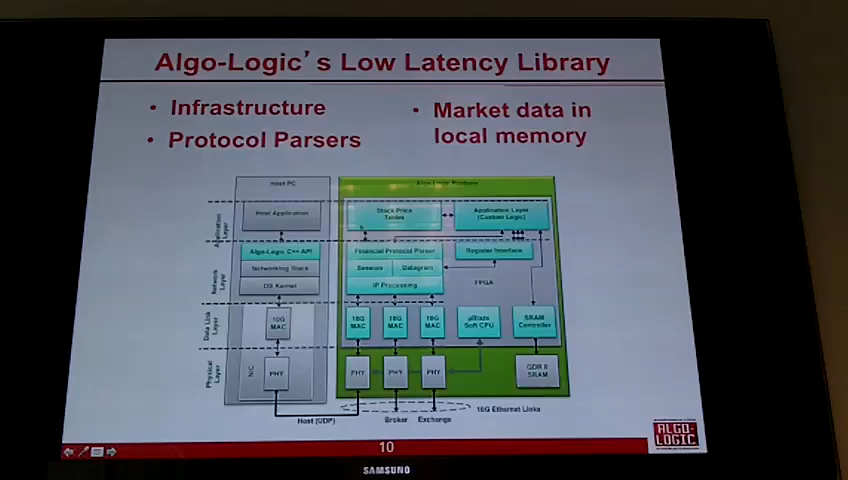 Algo-Logic's Low Latency Library
• Infrastructure
• Protocol Parsers
• Market data in
local memory
Host PC
Host Application
Algo-Logic C++ API
Networking Stack
OS Kernel
10G
MAC
NIC
PHY
Application
Layer
Network
Layer
Data Link
Layer
Physical
Layer
Stock Price
Tables
Application Layer
(Custom Logic)
Financial Protocol Parser
Session
Datagram
IP Processing
Register Interface
FPGA
10G
MAC
10G
MAC
10G
MAC
µBlaze
Soft CPU
SRAM
Controller
PHY
PHY
PHY
QDR II
SRAM
Host (UDP)
Broker
Exchange
10G Ethernet Links
10
ALGO-
LOGIC
SAMSUNG